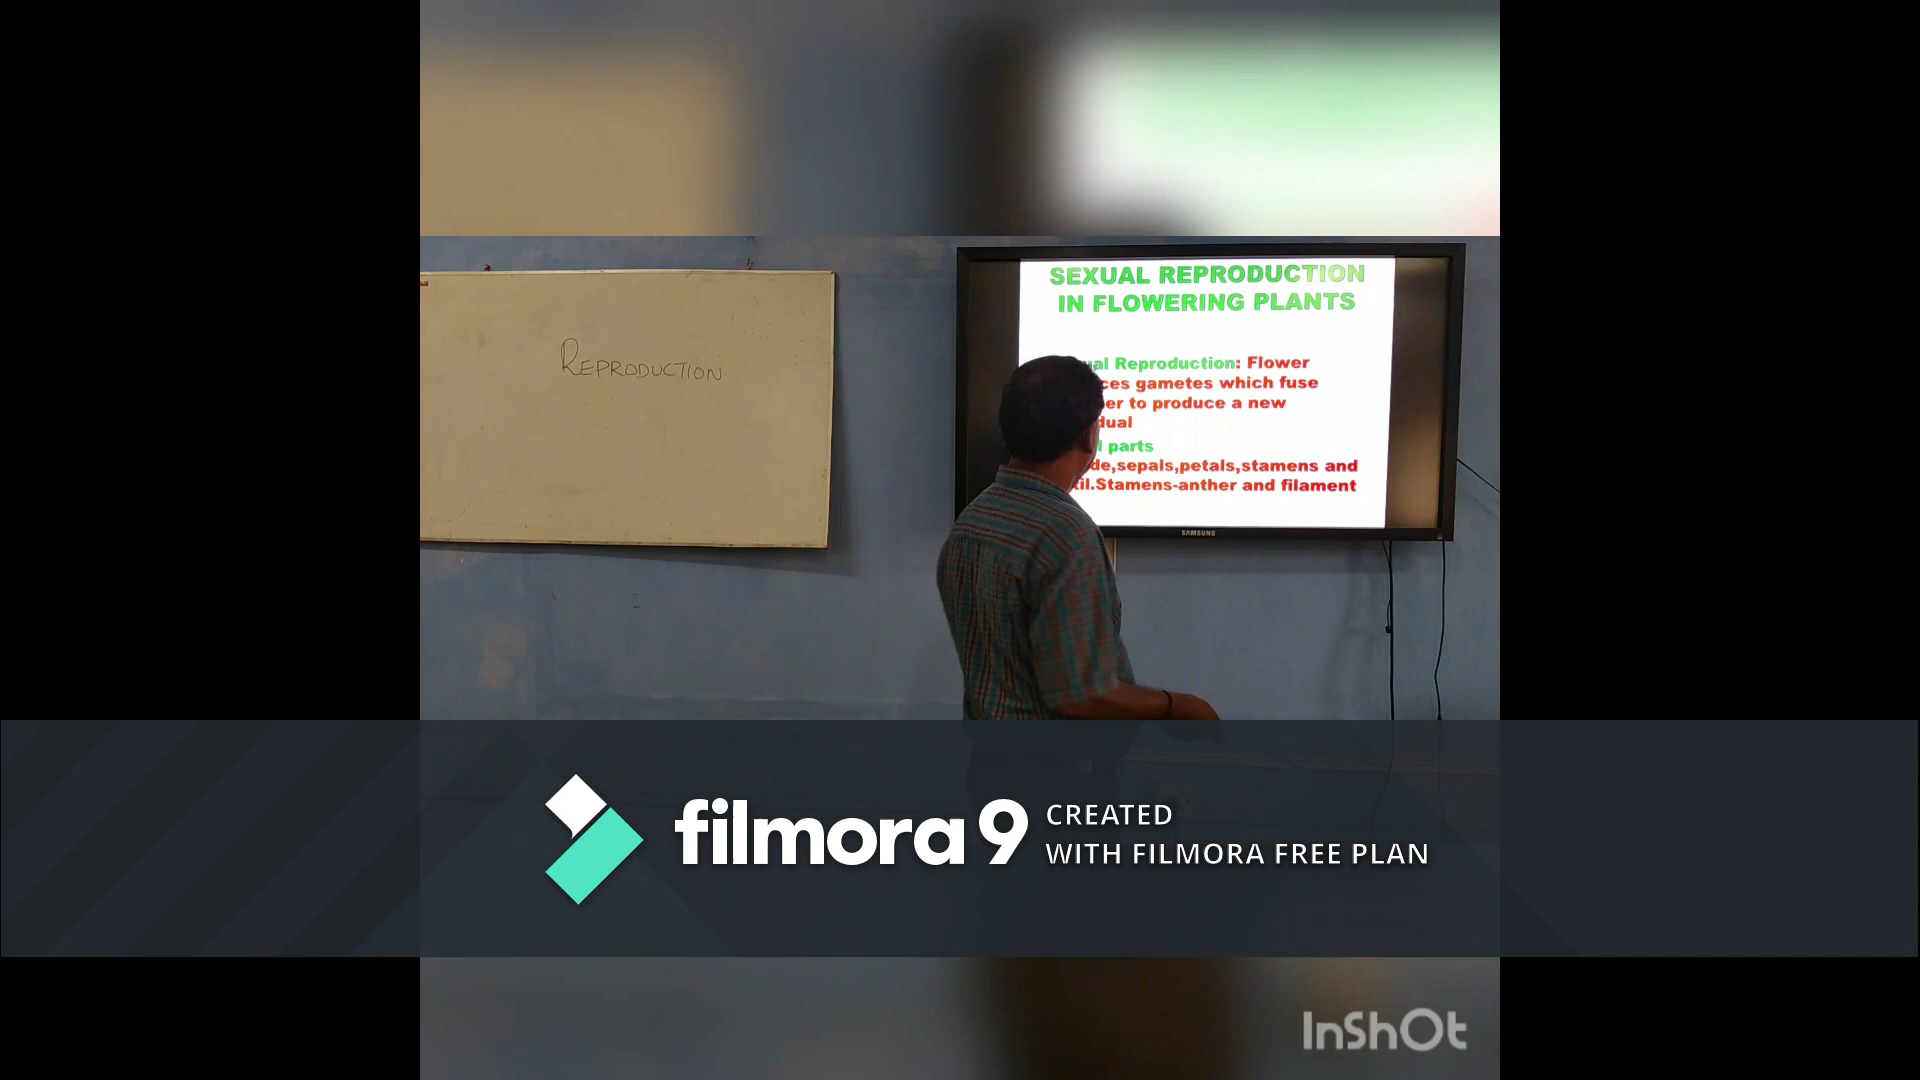 REPRODUCTION
SEXUAL REPRODUCTION
IN FLOWERING PLANTS
Reproduction: Flower
gametes which fuse
to produce a new
parts
sepals,petals,stamens and
Stamens-anther and filament
SAMSUNG
filmora 9
CREATED
WITH FILMORA FREE PLAN
InShOt